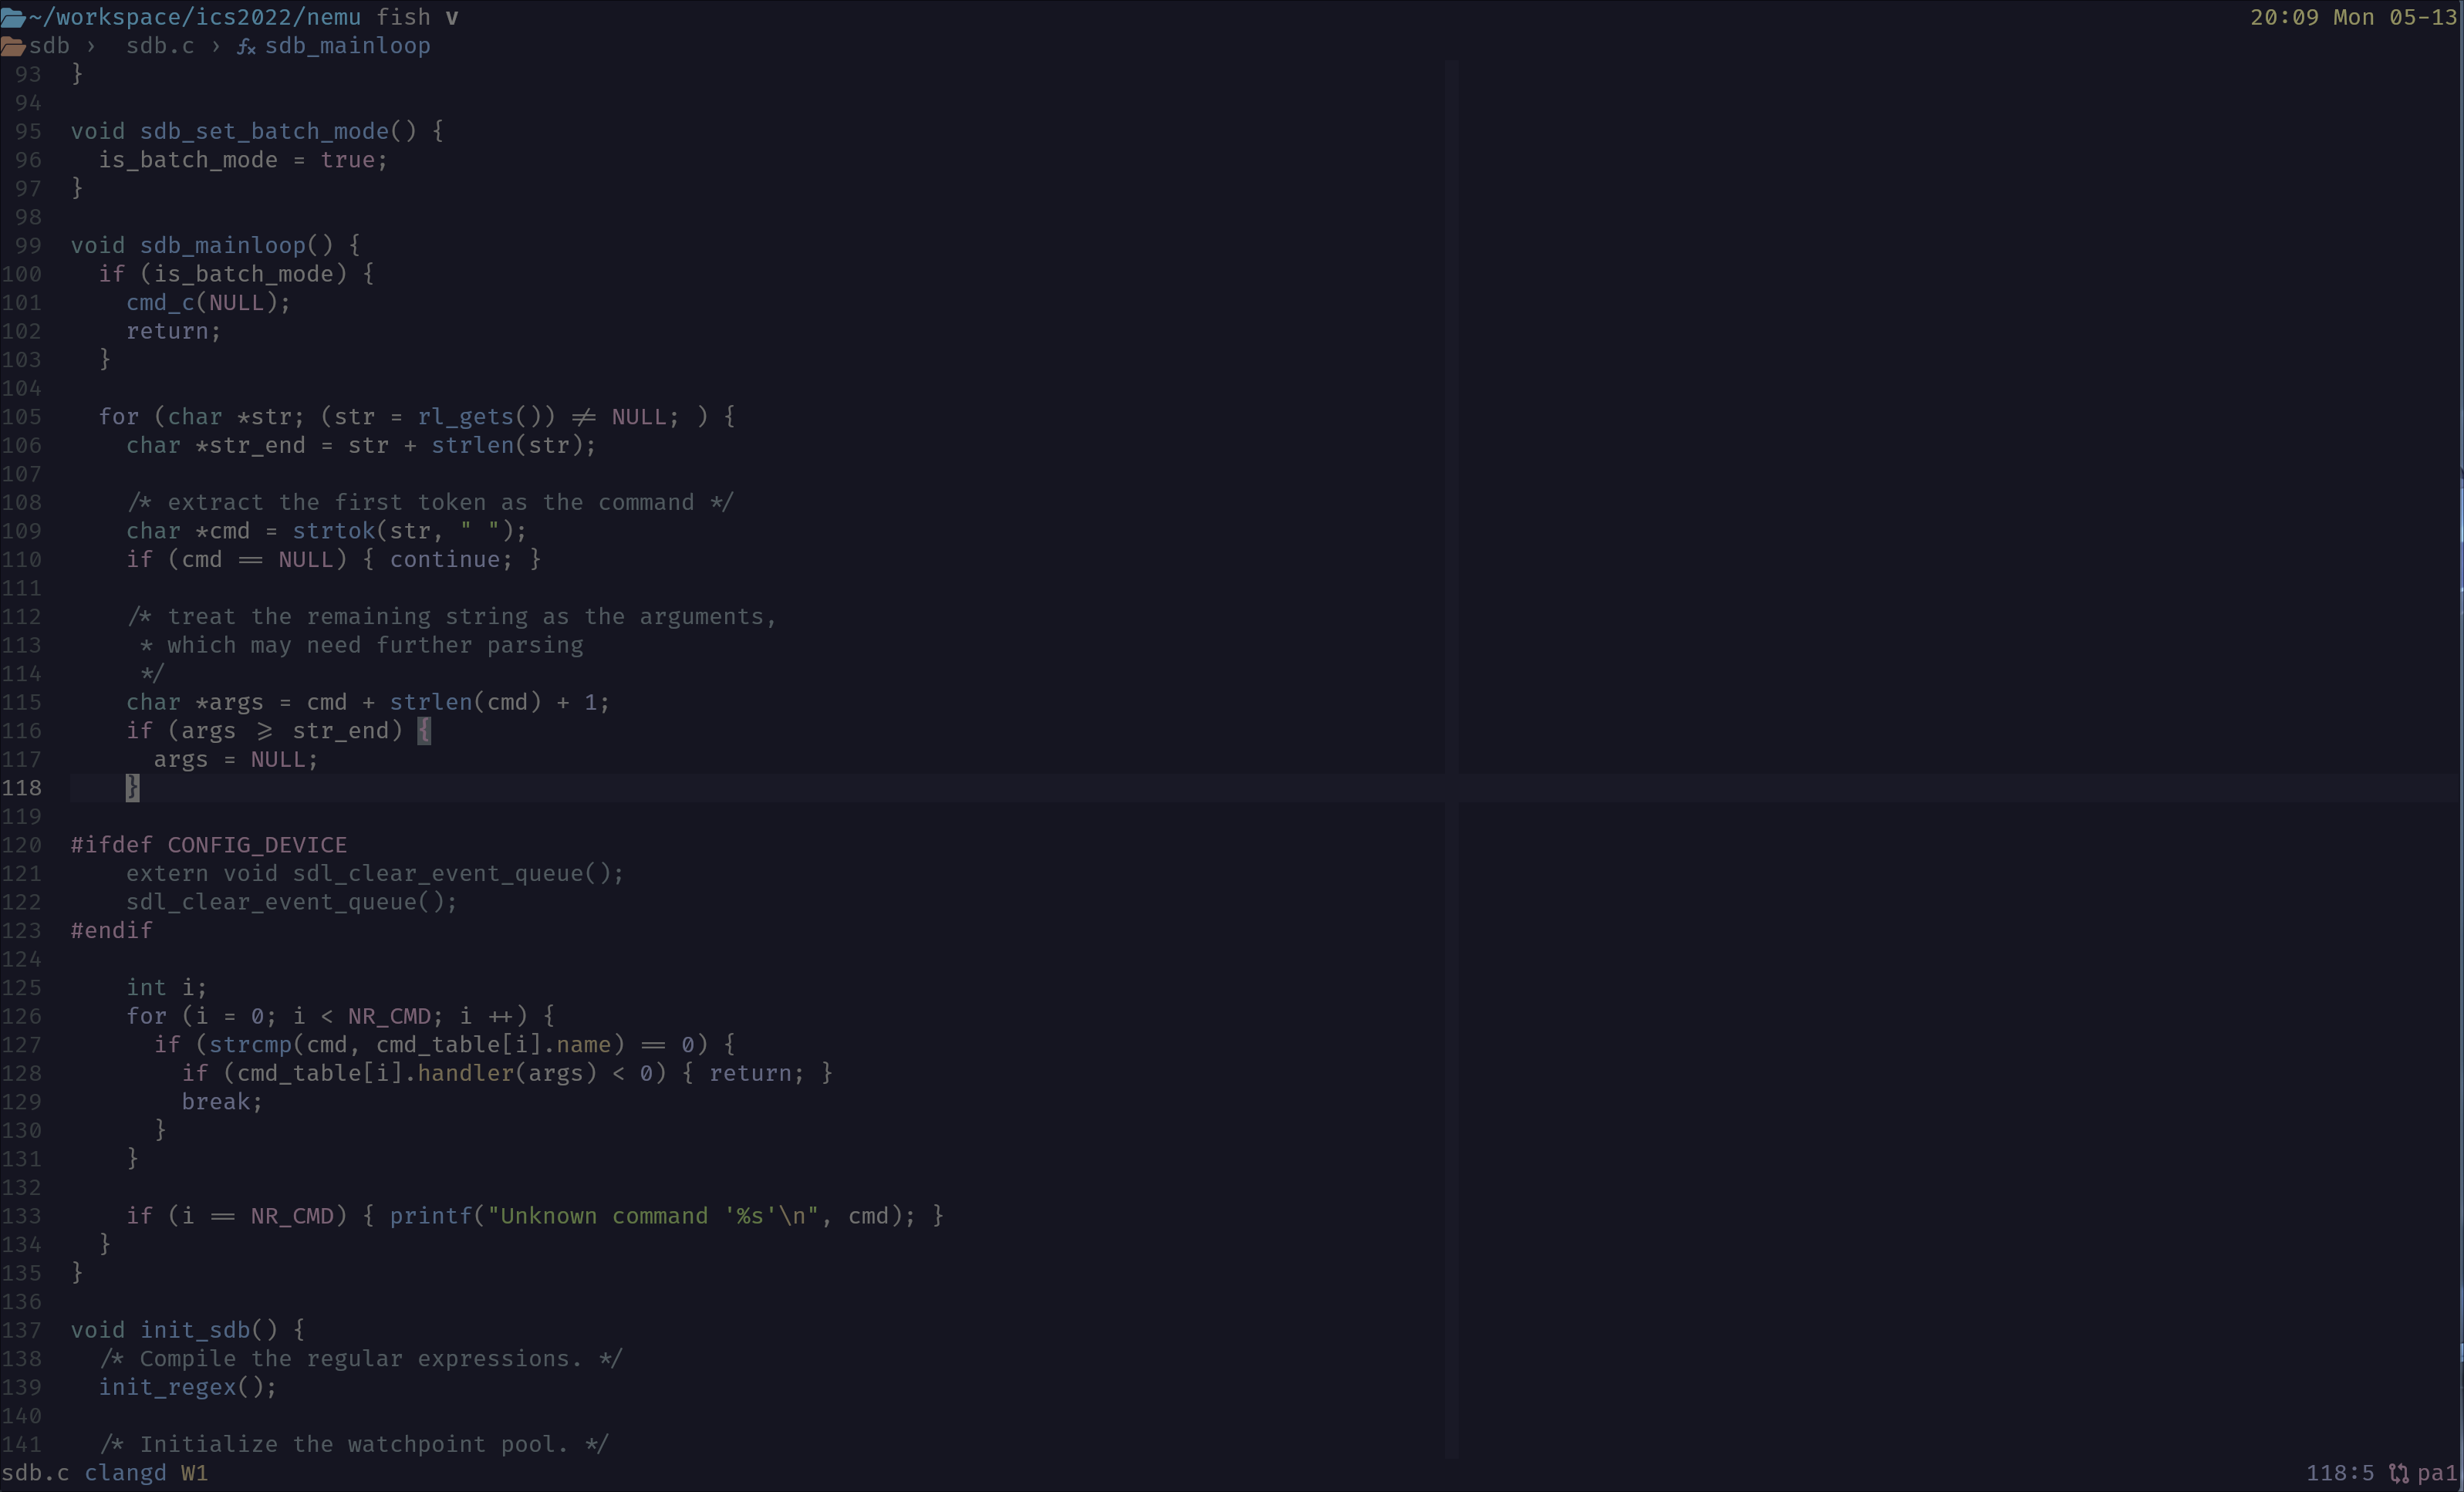 ~/workspace/ics2022/nemu fish v 20:09 Mon 05-13
sdb › sdb.c › fx sdb_mainloop
93 }
94
95 void sdb_set_batch_mode() {
96 is_batch_mode = true;
97 }
98
99 void sdb_mainloop() {
100 if (is_batch_mode) {
101 cmd_c(NULL);
102 return;
103 }
104
105 for (char *str; (str = rl_gets()) != NULL; ) {
106 char *str_end = str + strlen(str);
107
108 /* extract the first token as the command */
109 char *cmd = strtok(str, " ");
110 if (cmd == NULL) { continue; }
111
112 /* treat the remaining string as the arguments,
113 * which may need further parsing
114 */
115 char *args = cmd + strlen(cmd) + 1;
116 if (args >= str_end) {
117 args = NULL;
118 }
119
120 #ifdef CONFIG_DEVICE
121 extern void sdl_clear_event_queue();
122 sdl_clear_event_queue();
123 #endif
124
125 int i;
126 for (i = 0; i < NR_CMD; i ++) {
127 if (strcmp(cmd, cmd_table[i].name) == 0) {
128 if (cmd_table[i].handler(args) < 0) { return; }
129 break;
130 }
131 }
132
133 if (i == NR_CMD) { printf("Unknown command '%s'\n", cmd); }
134 }
135 }
136
137 void init_sdb() {
138 /* Compile the regular expressions. */
139 init_regex();
140
141 /* Initialize the watchpoint pool. */
sdb.c clangd W1 118:5 pa1